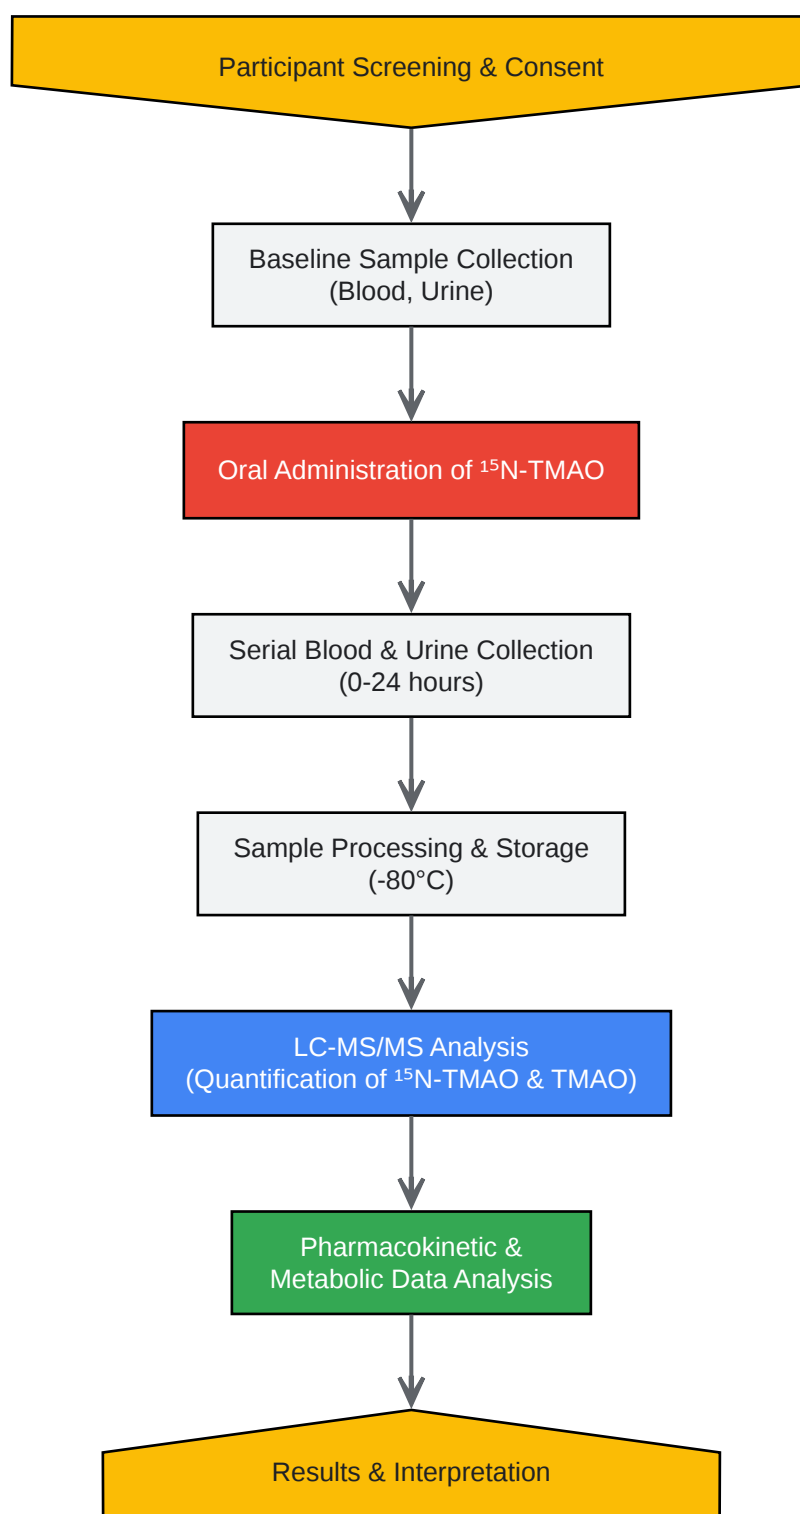 Participant Screening & Consent
Baseline Sample Collection
(Blood, Urine)
Oral Administration of ¹⁵N-TMAO
Serial Blood & Urine Collection
(0-24 hours)
Sample Processing & Storage
(-80°C)
LC-MS/MS Analysis
(Quantification of ¹⁵N-TMAO & TMAO)
Pharmacokinetic &
Metabolic Data Analysis
Results & Interpretation